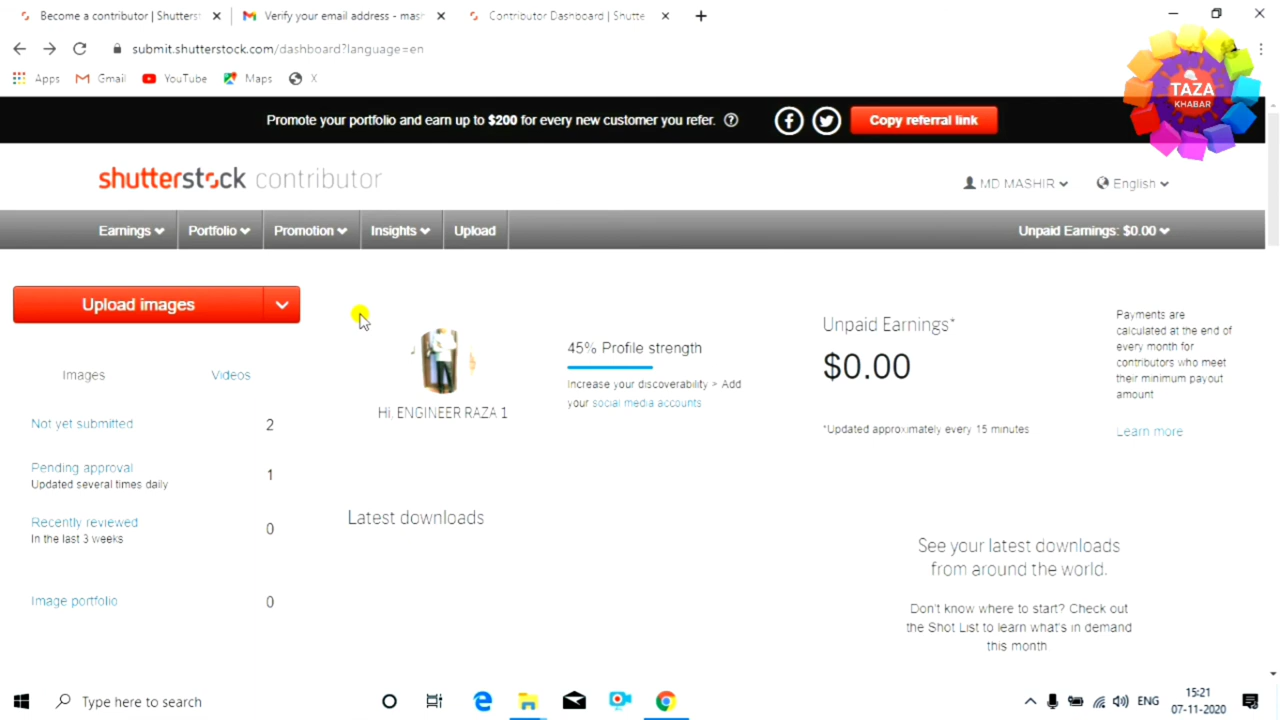 Become a contributor | Shutterst
Verify your email address - mash
Contributor Dashboard | Shutte
submit.shutterstock.com/dashboard?language=en
Apps
Gmail
YouTube
Maps
X
TAZA
KHABAR
Promote your portfolio and earn up to $200 for every new customer you refer.
Copy referral link
shutterstock contributor
MD MASHIR
English
Earnings
Portfolio
Promotion
Insights
Upload
Unpaid Earnings: $0.00
Upload images
Images
Videos
Not yet submitted 2
Pending approval 1
Updated several times daily
Recently reviewed 0
In the last 3 weeks
Image portfolio 0
Hi, ENGINEER RAZA 1
45% Profile strength
Increase your discoverability > Add
your social media accounts
Unpaid Earnings*
$0.00
*Updated approximately every 15 minutes
Payments are
calculated at the end of
every month for
contributors who meet
their minimum payout
amount
Learn more
Latest downloads
See your latest downloads
from around the world.
Don't know where to start? Check out
the Shot List to learn what's in demand
this month
Type here to search
ENG
15:21
07-11-2020